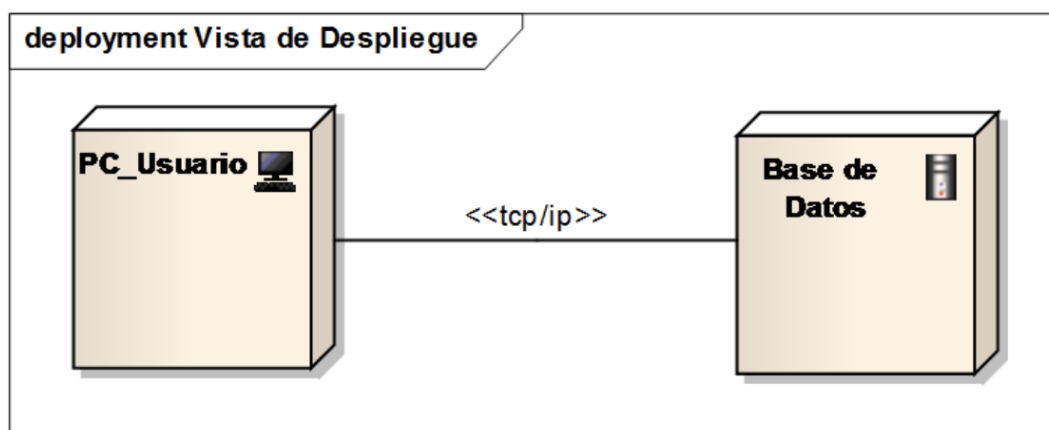 deployment Vista de Despliegue
PC_Usuario
<<tcp/ip>>
Base de
Datos